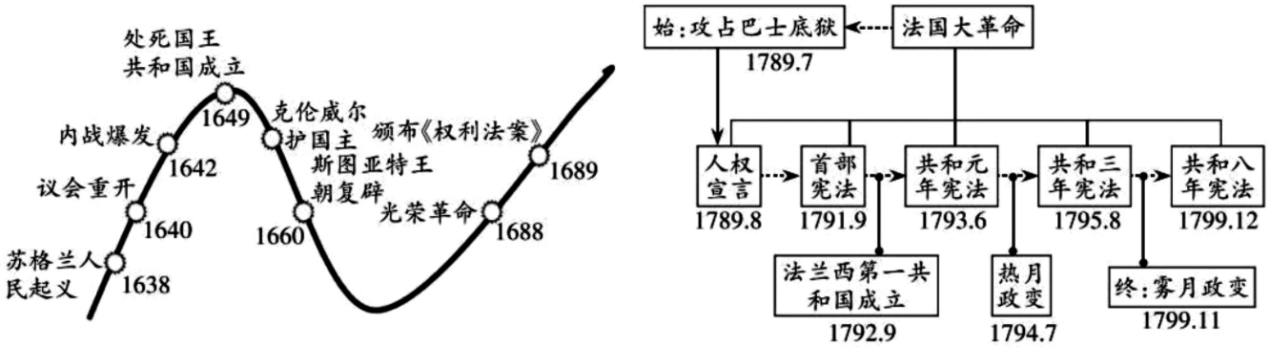 处死国王
共和国成立
1649
内战爆发
1642
议会重开
1640
苏格兰人
民起义
1638
克伦威尔
护国主
斯图亚特王
朝复辟
1660
颁布《权利法案》
1689
光荣革命
1688
始:攻占巴士底狱
1789.7
法国大革命
人权
宣言
1789.8
首部
宪法
1791.9
共和元
年宪法
1793.6
共和三
年宪法
1795.8
共和八
年宪法
1799.12
法兰西第一共
和国成立
1792.9
热月
政变
1794.7
终:雾月政变
1799.11